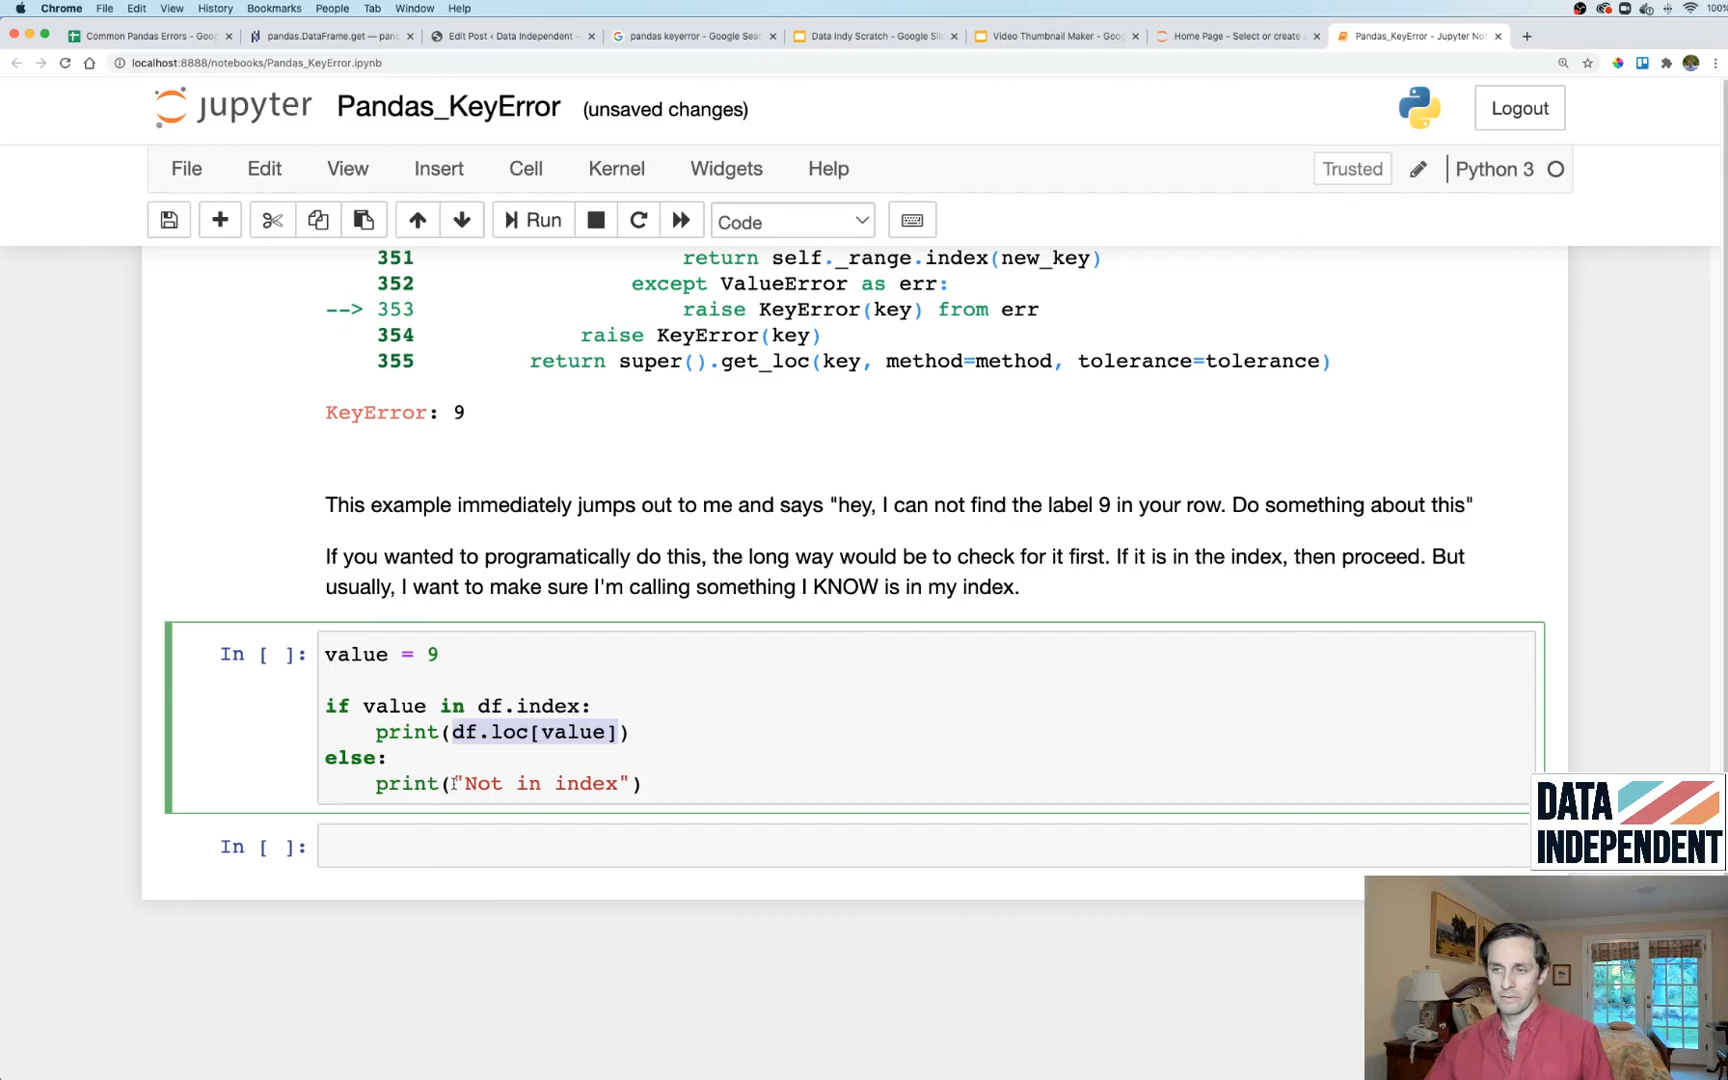 Chrome File Edit View History Bookmarks People Tab Window Help 100%
Common Pandas Errors - Goog × pandas.DataFrame.get — pand × Edit Post ‹ Data Independent — × pandas keyerror - Google Sear × Data Indy Scratch - Google Slid × Video Thumbnail Maker - Goog × Home Page - Select or create a × Pandas_KeyError - Jupyter Not × +
localhost:8888/notebooks/Pandas_KeyError.ipynb
jupyter Pandas_KeyError (unsaved changes) Logout
File Edit View Insert Cell Kernel Widgets Help Trusted Python 3
Run Code
351 return self._range.index(new_key)
352 except ValueError as err:
--> 353 raise KeyError(key) from err
354 raise KeyError(key)
355 return super().get_loc(key, method=method, tolerance=tolerance)
KeyError: 9
This example immediately jumps out to me and says "hey, I can not find the label 9 in your row. Do something about this"
If you wanted to programatically do this, the long way would be to check for it first. If it is in the index, then proceed. But
usually, I want to make sure I'm calling something I KNOW is in my index.
In [ ]: value = 9
if value in df.index:
print(df.loc[value])
else:
print("Not in index")
In [ ]:
DATA
INDEPENDENT